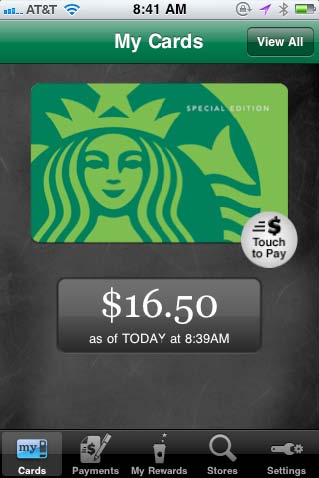 AT&T 8:41 AM
My Cards View All
SPECIAL EDITION
$
Touch
to Pay
$16.50
as of TODAY at 8:39AM
my $
Cards Payments My Rewards Stores Settings